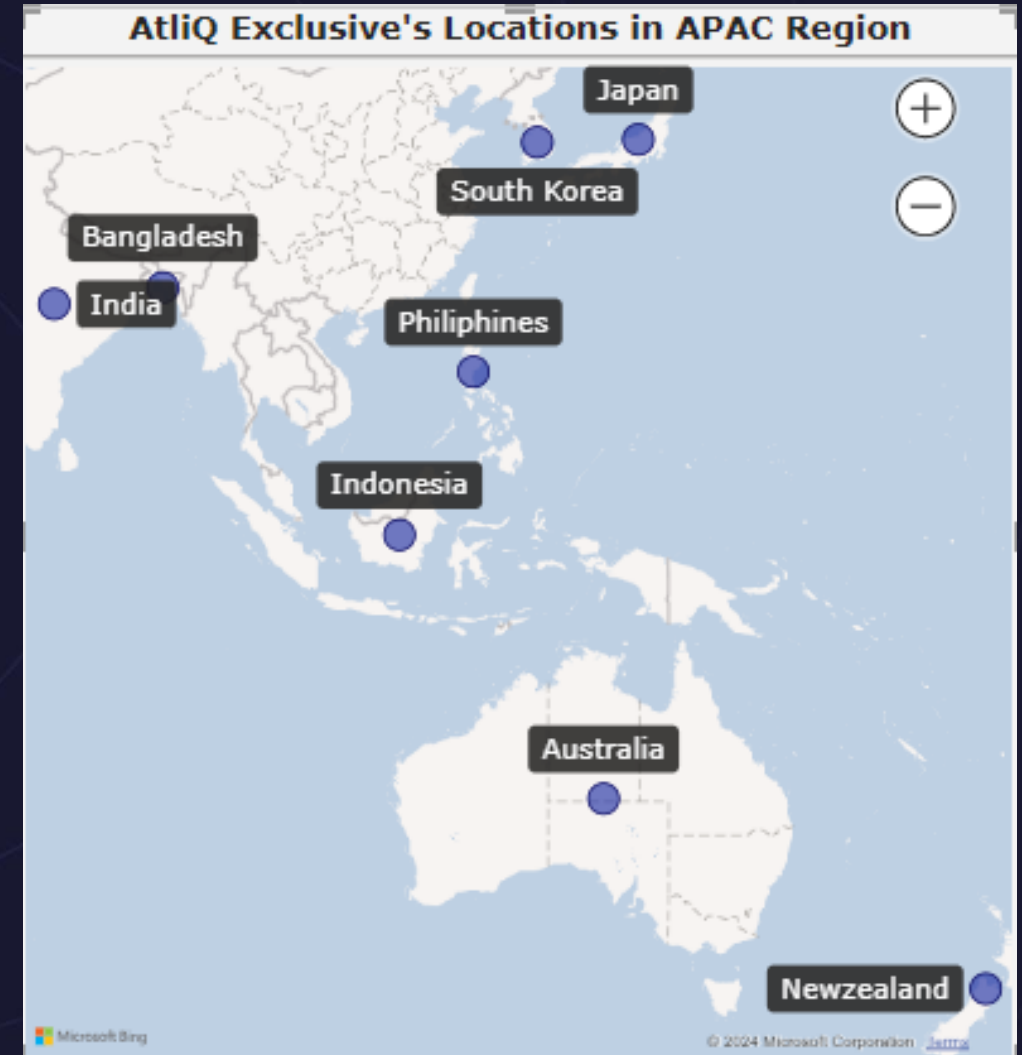 AtliQ Exclusive's Locations in APAC Region
Japan
South Korea
Bangladesh
India
Philiphines
Indonesia
Australia
Newzealand
Microsoft Bing
© 2024 Microsoft Corporation Terms